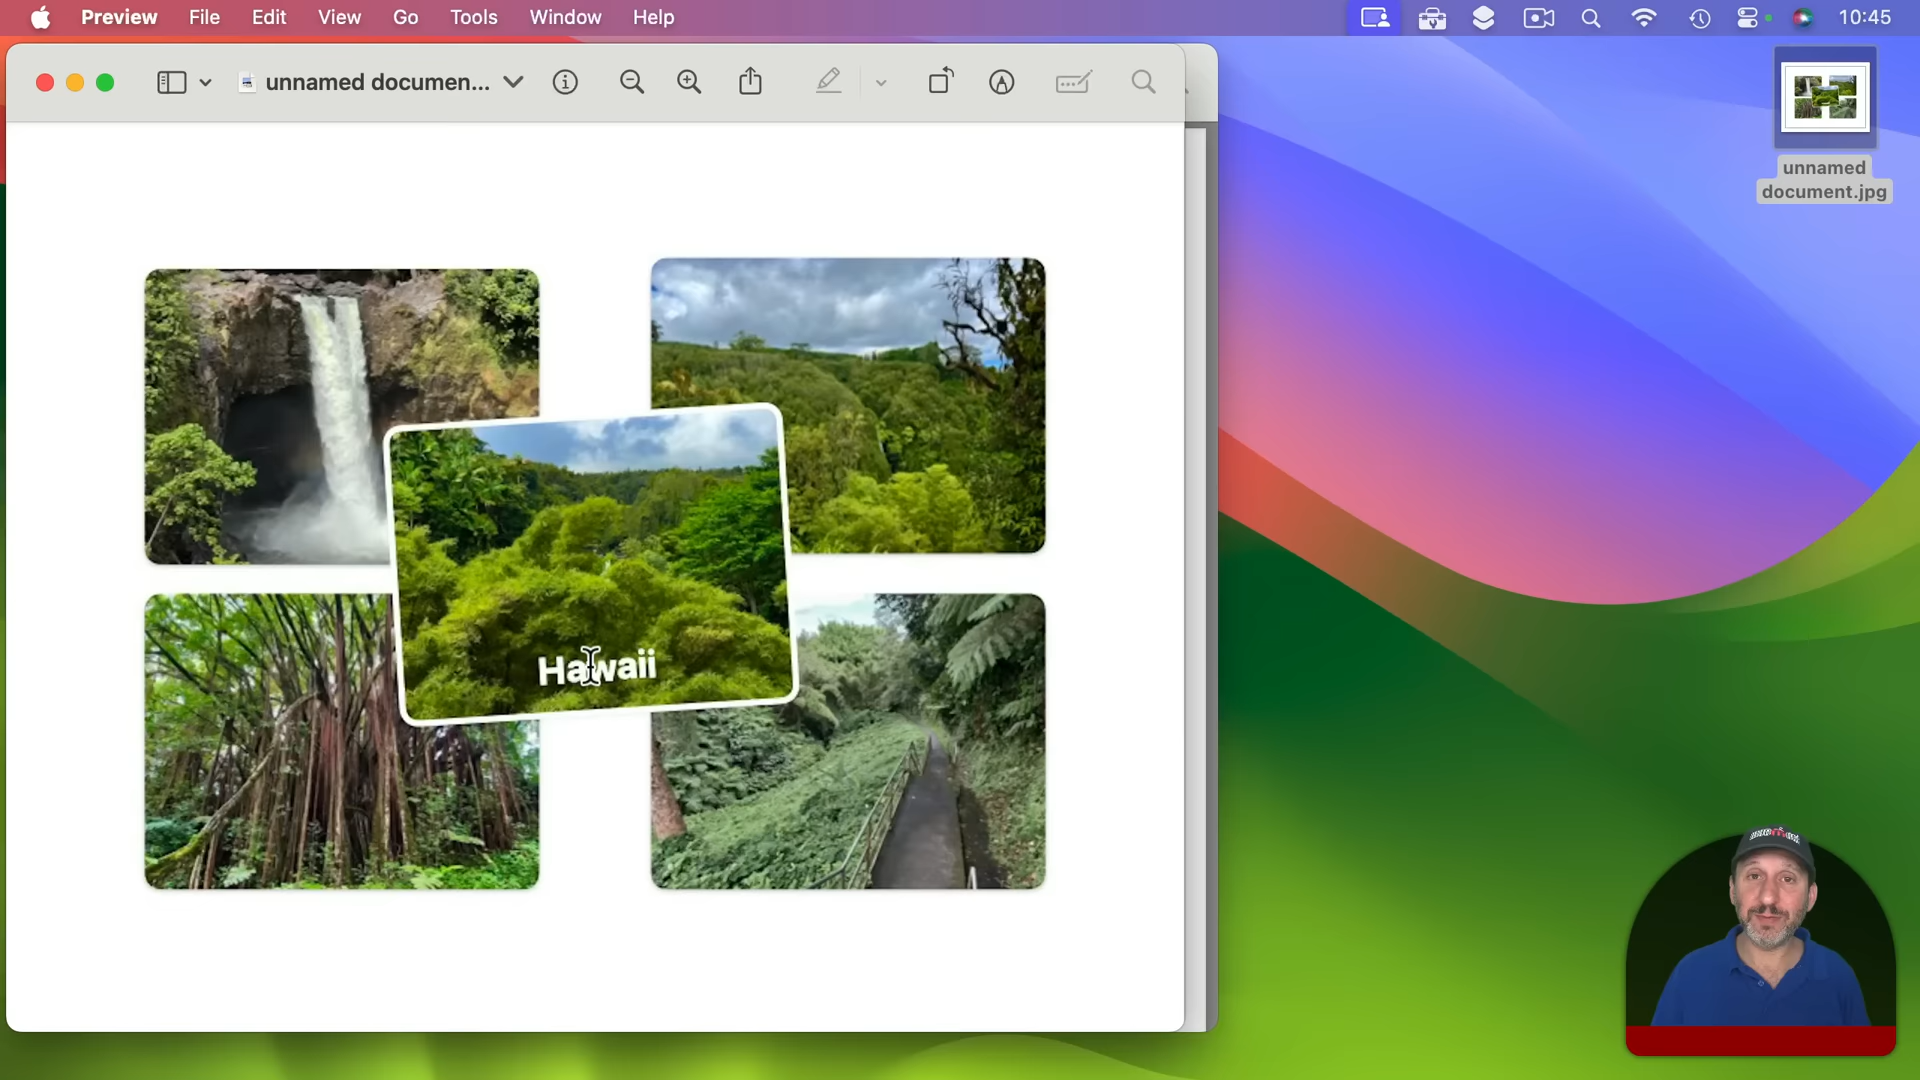 Preview File Edit View Go Tools Window Help 10:45
unnamed documen...
unnamed
document.jpg
Hawaii